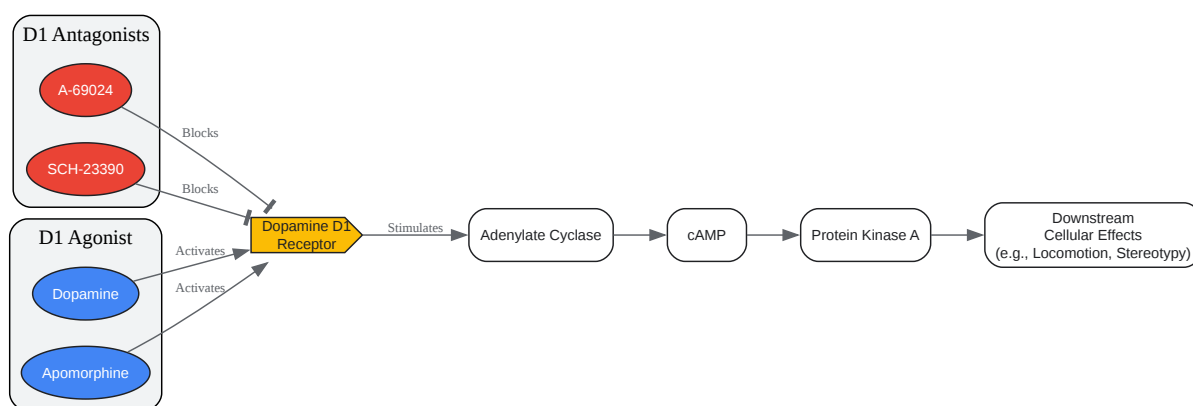 D1 Antagonists
A-69024
Blocks
SCH-23390
Blocks
D1 Agonist
Dopamine
Activates
Apomorphine
Activates
Dopamine D1
Receptor
Stimulates
Adenylate Cyclase
cAMP
Protein Kinase A
Downstream
Cellular Effects
(e.g., Locomotion, Stereotypy)